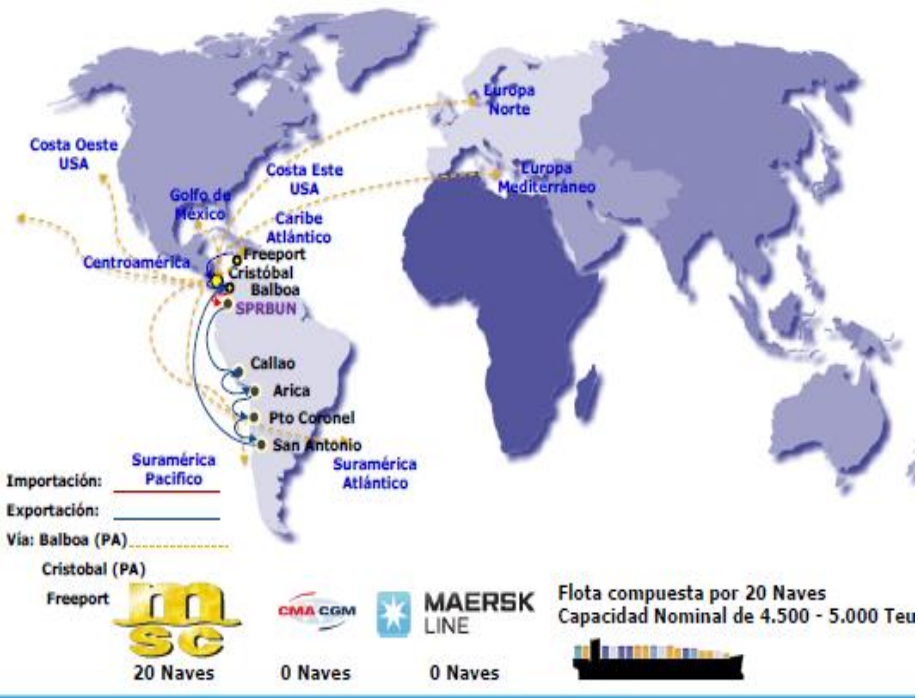 Europa
Norte
Costa Oeste
USA
Costa Este
USA
Europa
Mediterráneo
Golfo de
México
Caribe
Atlántico
Centroamérica
Freeport
Cristóbal
Balboa
SPRBUN
Callao
Arica
Pto Coronel
San Antonio
Suramérica
Pacifico
Suramérica
Atlántico
Importación:
Exportación:
Vía: Balboa (PA)
Cristobal (PA)
Freeport
msc
CMA CGM
MAERSK
LINE
Flota compuesta por 20 Naves
Capacidad Nominal de 4.500 - 5.000 Teu
20 Naves
0 Naves
0 Naves